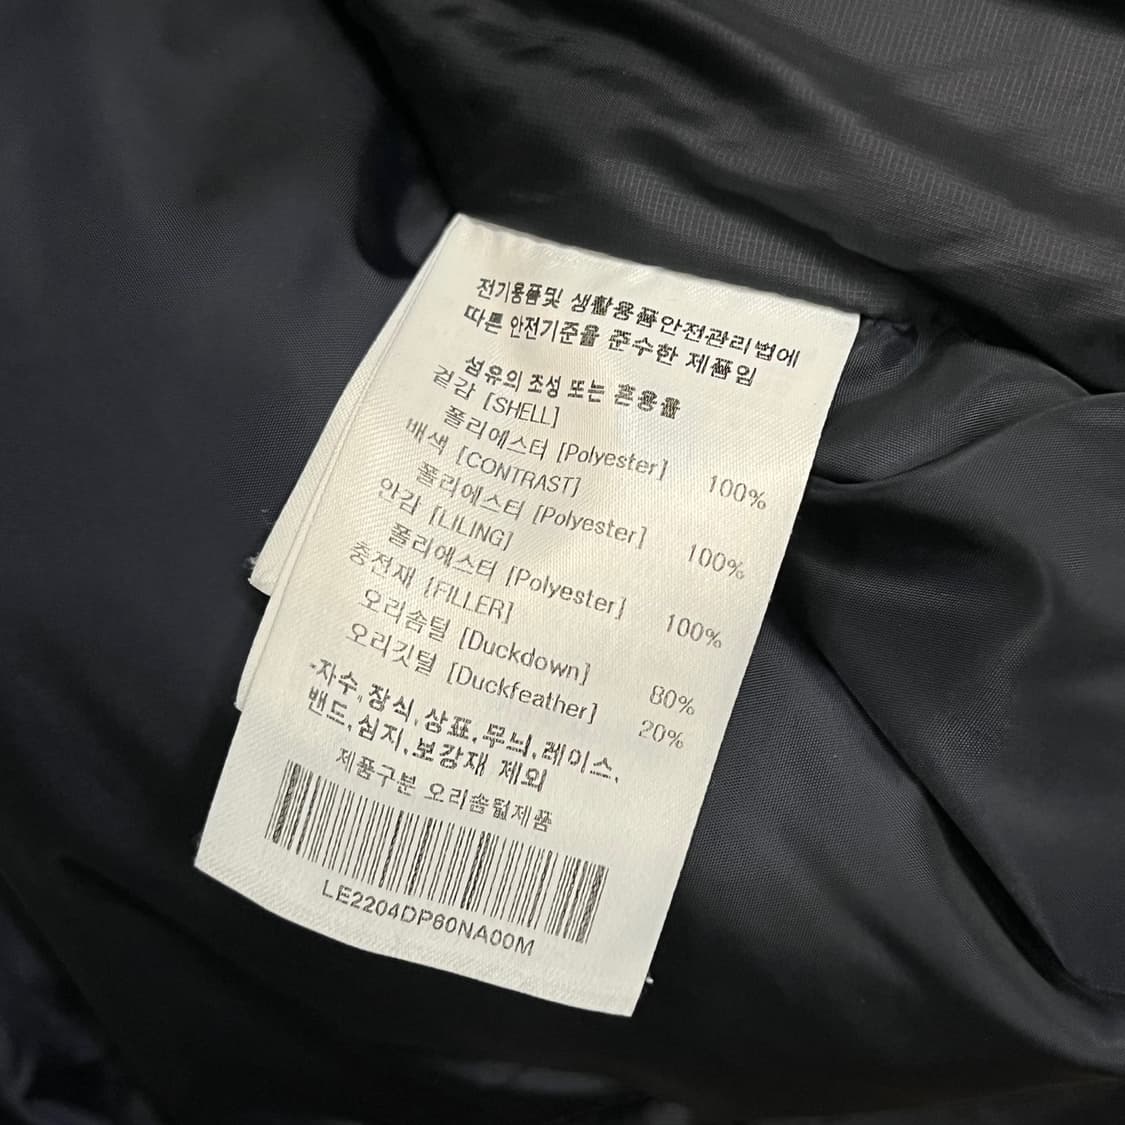 전기용품및 생활용품안전관리법에
따른 안전기준을 준수한 제품임
섬유의 조성 또는 혼용률
겉감 [SHELL]
폴리에스터 [Polyester] 100%
배색 [CONTRAST]
폴리에스터 [Polyester] 100%
안감 [LILING]
폴리에스터 [Polyester] 100%
충전재 [FILLER]
오리솜털 [Duckdown] 80%
오리깃털 [Duckfeather] 20%
-자수, 장식, 상표, 무늬, 레이스,
밴드, 심지, 보강재 제외
제품구분 오리솜털제품
LE2204DP60NA00M